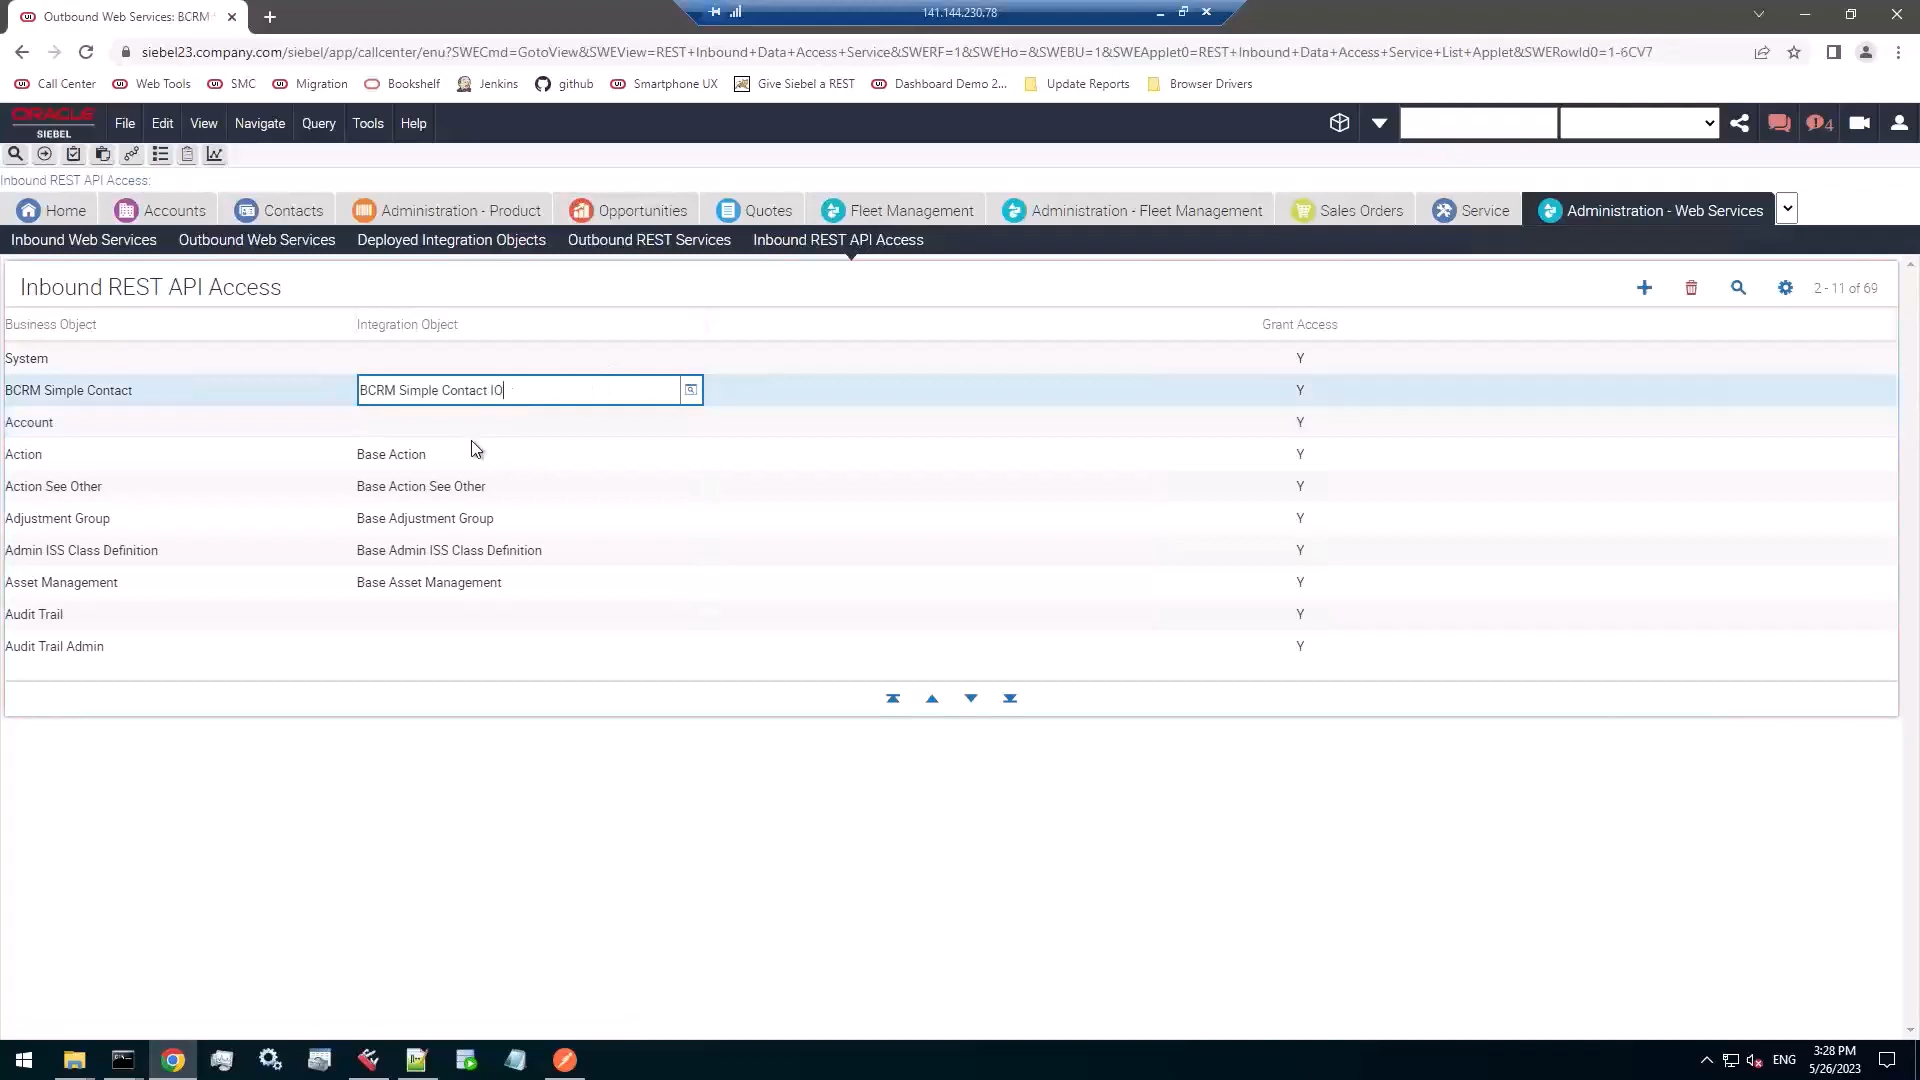 Outbound Web Services: BCRM
141.144.230.78
siebel23.company.com/siebel/app/callcenter/enu?SWECmd=GotoView&SWEView=REST+Inbound+Data+Access+Service&SWERF=1&SWEHo=&SWEBU=1&SWEApplet0=REST+Inbound+Data+Access+Service+List+Applet&SWERowId0=1-6CV7
Call Center Web Tools SMC Migration Bookshelf Jenkins github Smartphone UX Give Siebel a REST Dashboard Demo 2... Update Reports Browser Drivers
ORACLE
SIEBEL
File Edit View Navigate Query Tools Help
4
Inbound REST API Access:
Home Accounts Contacts Administration - Product Opportunities Quotes Fleet Management Administration - Fleet Management Sales Orders Service Administration - Web Services
Inbound Web Services Outbound Web Services Deployed Integration Objects Outbound REST Services Inbound REST API Access
Inbound REST API Access
2 - 11 of 69
Business Object Integration Object Grant Access
System Y
BCRM Simple Contact BCRM Simple Contact IO Y
Account Y
Action Base Action Y
Action See Other Base Action See Other Y
Adjustment Group Base Adjustment Group Y
Admin ISS Class Definition Base Admin ISS Class Definition Y
Asset Management Base Asset Management Y
Audit Trail Y
Audit Trail Admin Y
ENG
3:28 PM
5/26/2023